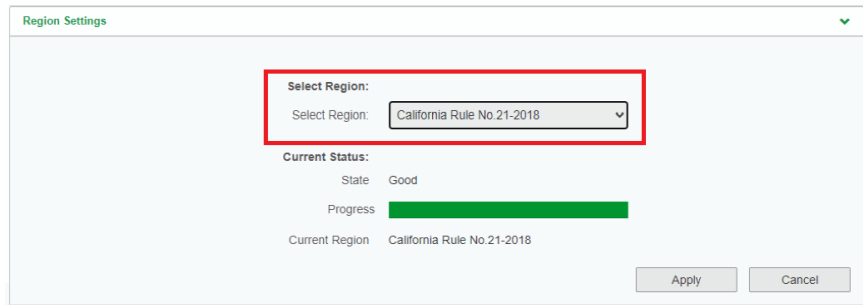 Region Settings
Select Region:
Select Region: California Rule No.21-2018
Current Status:
State Good
Progress
Current Region California Rule No.21-2018
Apply Cancel